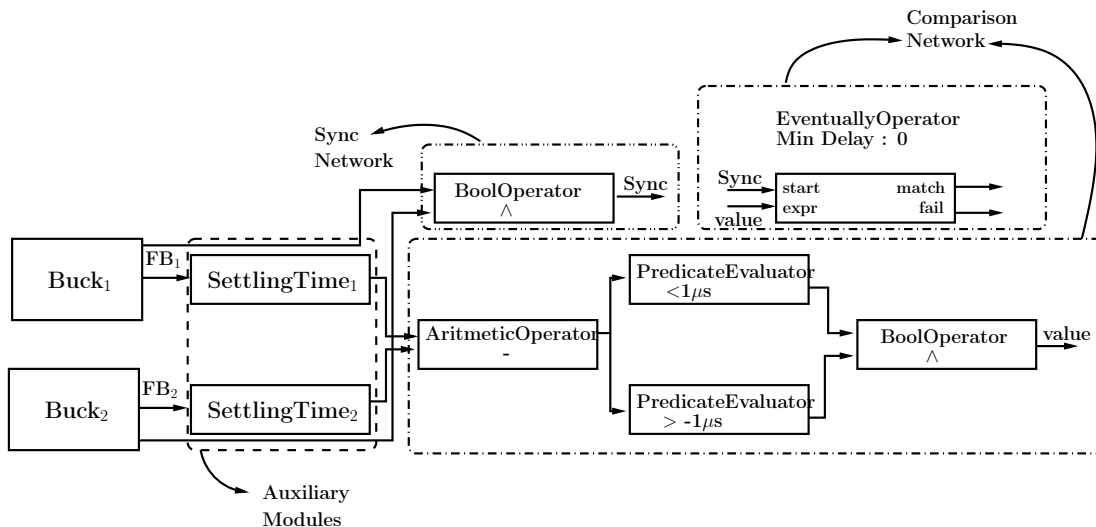 Comparison
Network
EventuallyOperator
Min Delay : 0
Sync
Network
BoolOperator
∧
Sync
Sync
value
start
expr
match
fail
Buck₁
FB₁
SettlingTime₁
PredicateEvaluator
<1μs
AritmeticOperator
-
BoolOperator
∧
value
Buck₂
FB₂
SettlingTime₂
PredicateEvaluator
> -1μs
Auxiliary
Modules